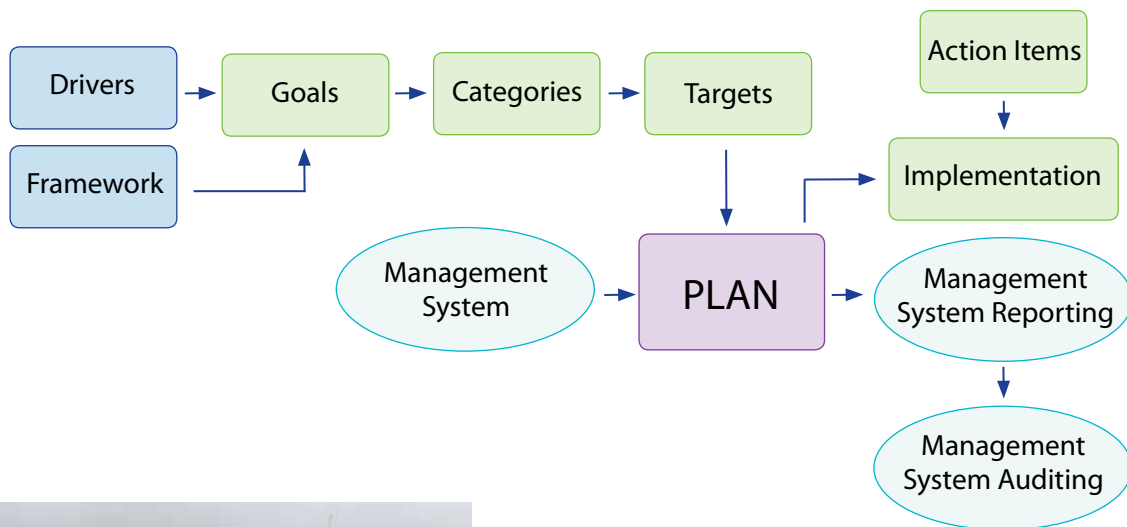 Drivers
Goals
Categories
Targets
Action Items
Framework
Implementation
Management
System
PLAN
Management
System Reporting
Management
System Auditing